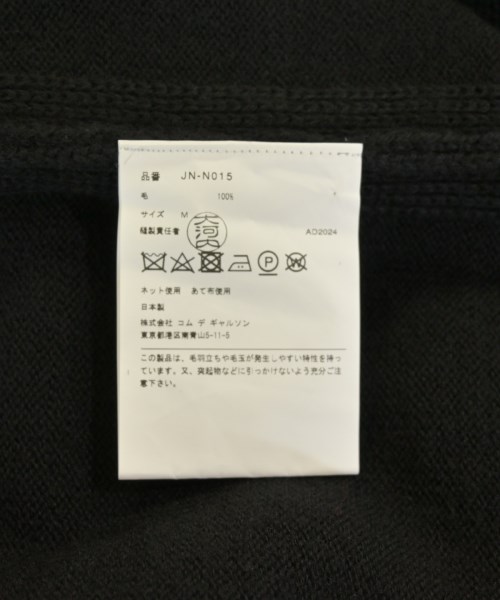 品番 JN-N015
毛 100%
サイズ M
縫製責任者 大河内 AD2024
P W
ネット使用 あて布使用
日本製
株式会社 コム デ ギャルソン
東京都港区南青山5-11-5
この製品は、毛羽立ちや毛玉が発生しやすい特性を持っ
ています。又、突起物などに引っかけないよう充分ご注
意下さい。